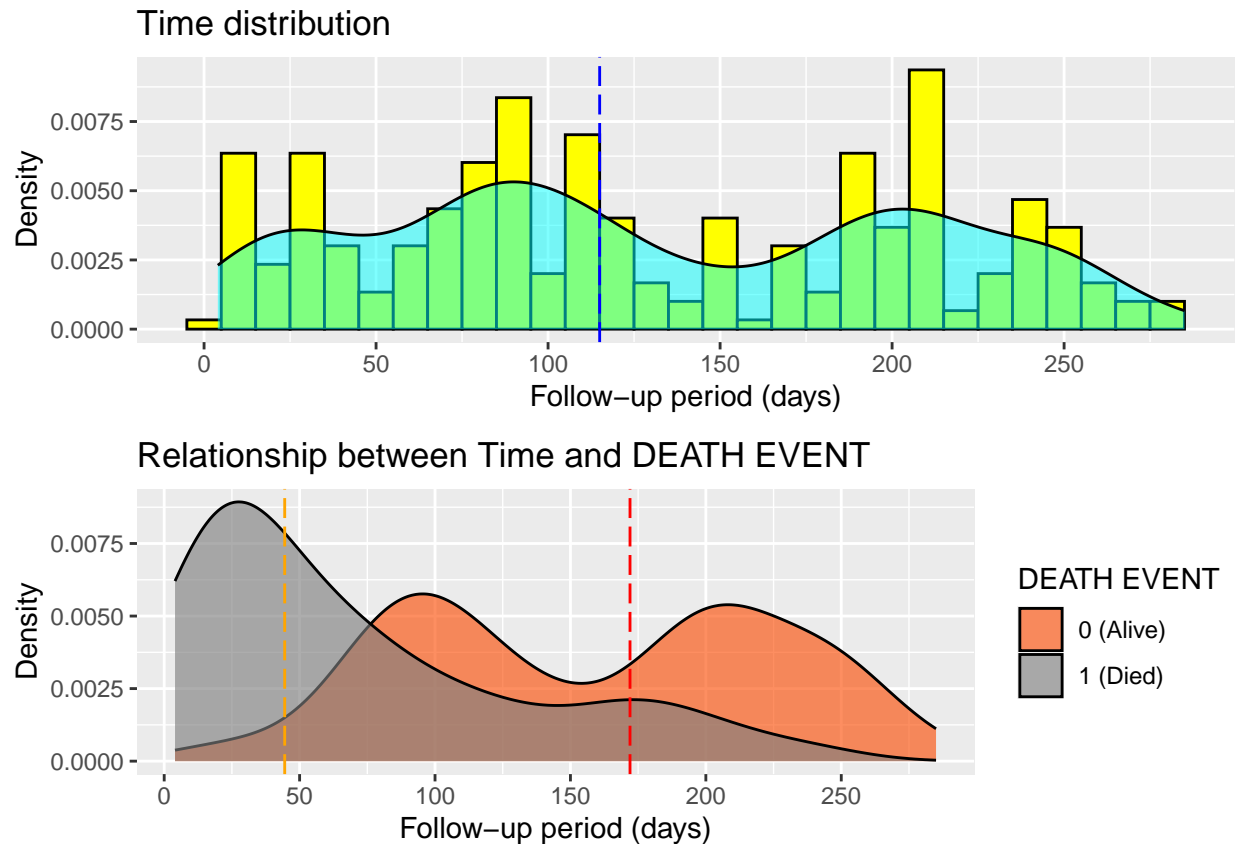 Time distribution
Density
0.0075
0.0050
0.0025
0.0000
0 50 100 150 200 250
Follow−up period (days)
Relationship between Time and DEATH EVENT
Density
0.0075
0.0050
0.0025
0.0000
0 50 100 150 200 250
Follow−up period (days)
DEATH EVENT
0 (Alive)
1 (Died)